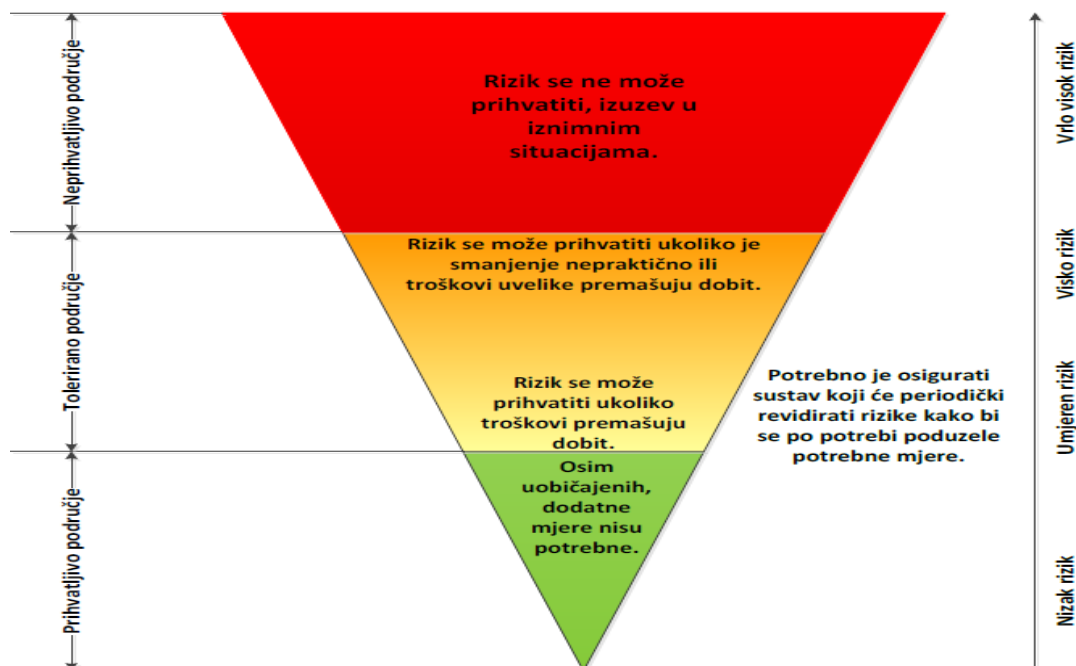 Neprihvatljivo područje
Tolerirano područje
Prihvatljivo područje
Rizik se ne može
prihvatiti, izuzev u
iznimnim
situacijama.
Rizik se može prihvatiti ukoliko je
smanjenje nepraktično ili
troškovi uvelike premašuju dobit.
Rizik se može
prihvatiti ukoliko
troškovi premašuju
dobit.
Osim
uobičajenih,
dodatne
mjere nisu
potrebne.
Potrebno je osigurati
sustav koji će periodički
revidirati rizike kako bi
se po potrebi poduzele
potrebne mjere.
Vrlo visok rizik
Visko rizik
Umjeren rizik
Nizak rizik